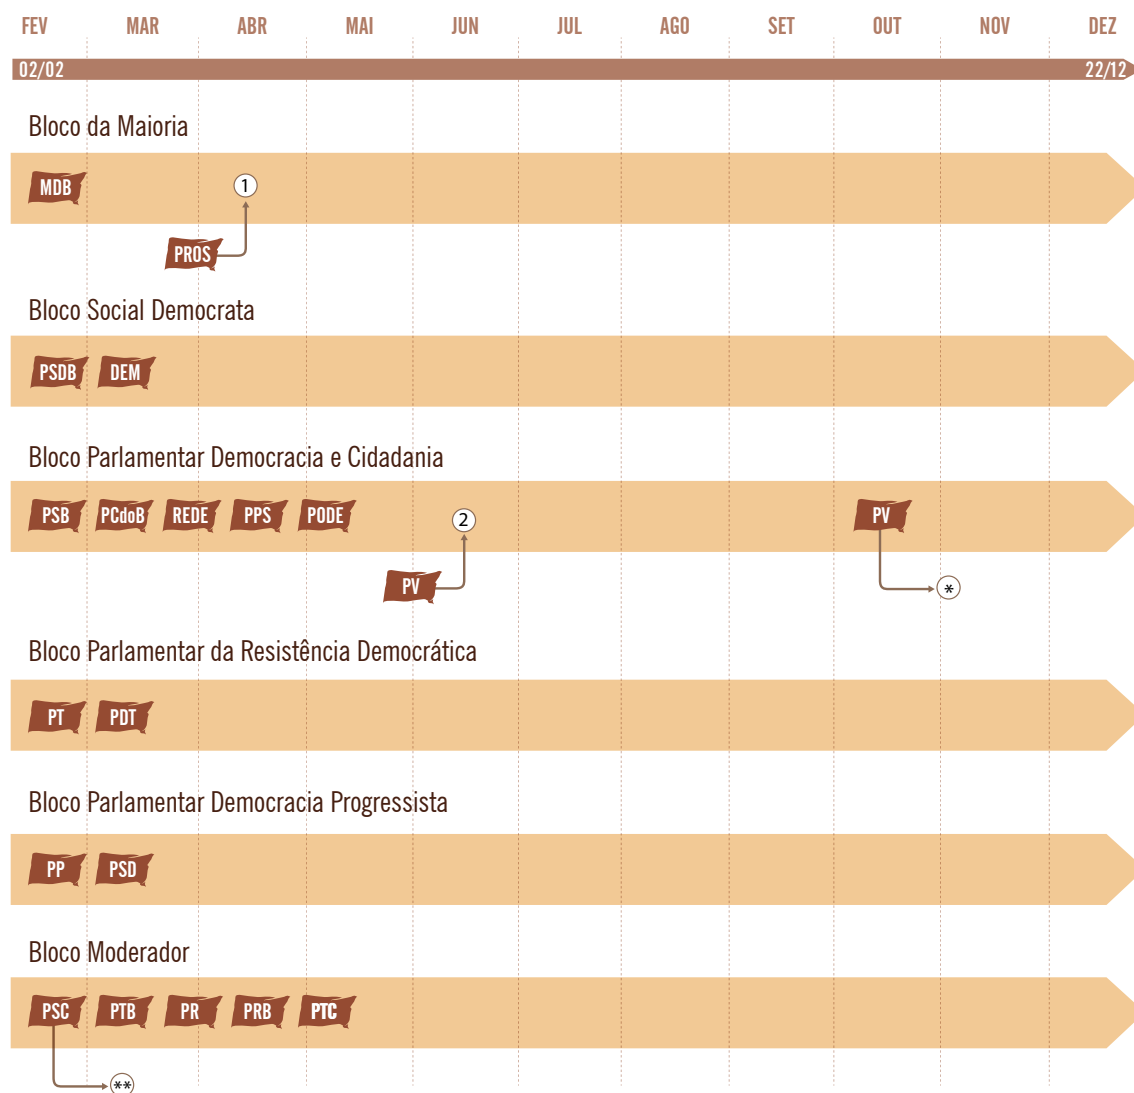 FEV MAR ABR MAI JUN JUL AGO SET OUT NOV DEZ
02/02 22/12
Bloco da Maioria
MDB 1
PROS
Bloco Social Democrata
PSDB DEM
Bloco Parlamentar Democracia e Cidadania
PSB PCdoB REDE PPS PODE 2 PV
PV *
Bloco Parlamentar da Resistência Democrática
PT PDT
Bloco Parlamentar Democracia Progressista
PP PSD
Bloco Moderador
PSC PTB PR PRB PTC
**